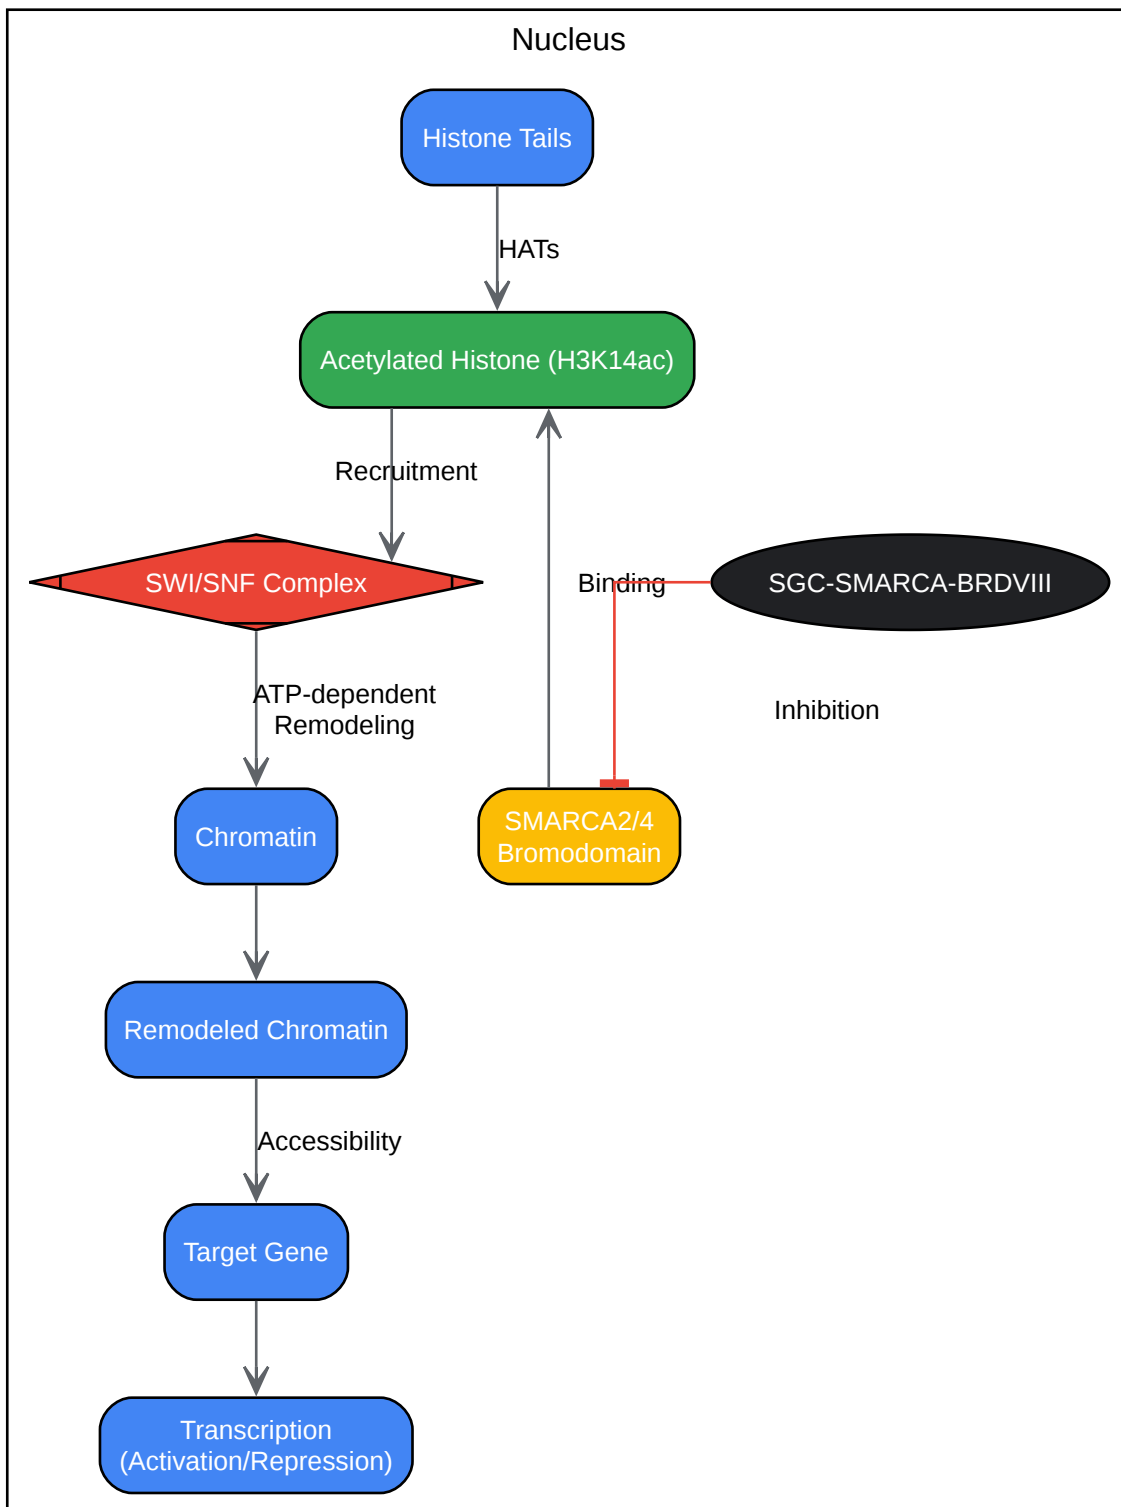 Nucleus
Histone Tails
HATs
Acetylated Histone (H3K14ac)
Recruitment
SWI/SNF Complex
Binding
SGC-SMARCA-BRDVIII
ATP-dependent
Remodeling
Inhibition
Chromatin
SMARCA2/4
Bromodomain
Remodeled Chromatin
Accessibility
Target Gene
Transcription
(Activation/Repression)